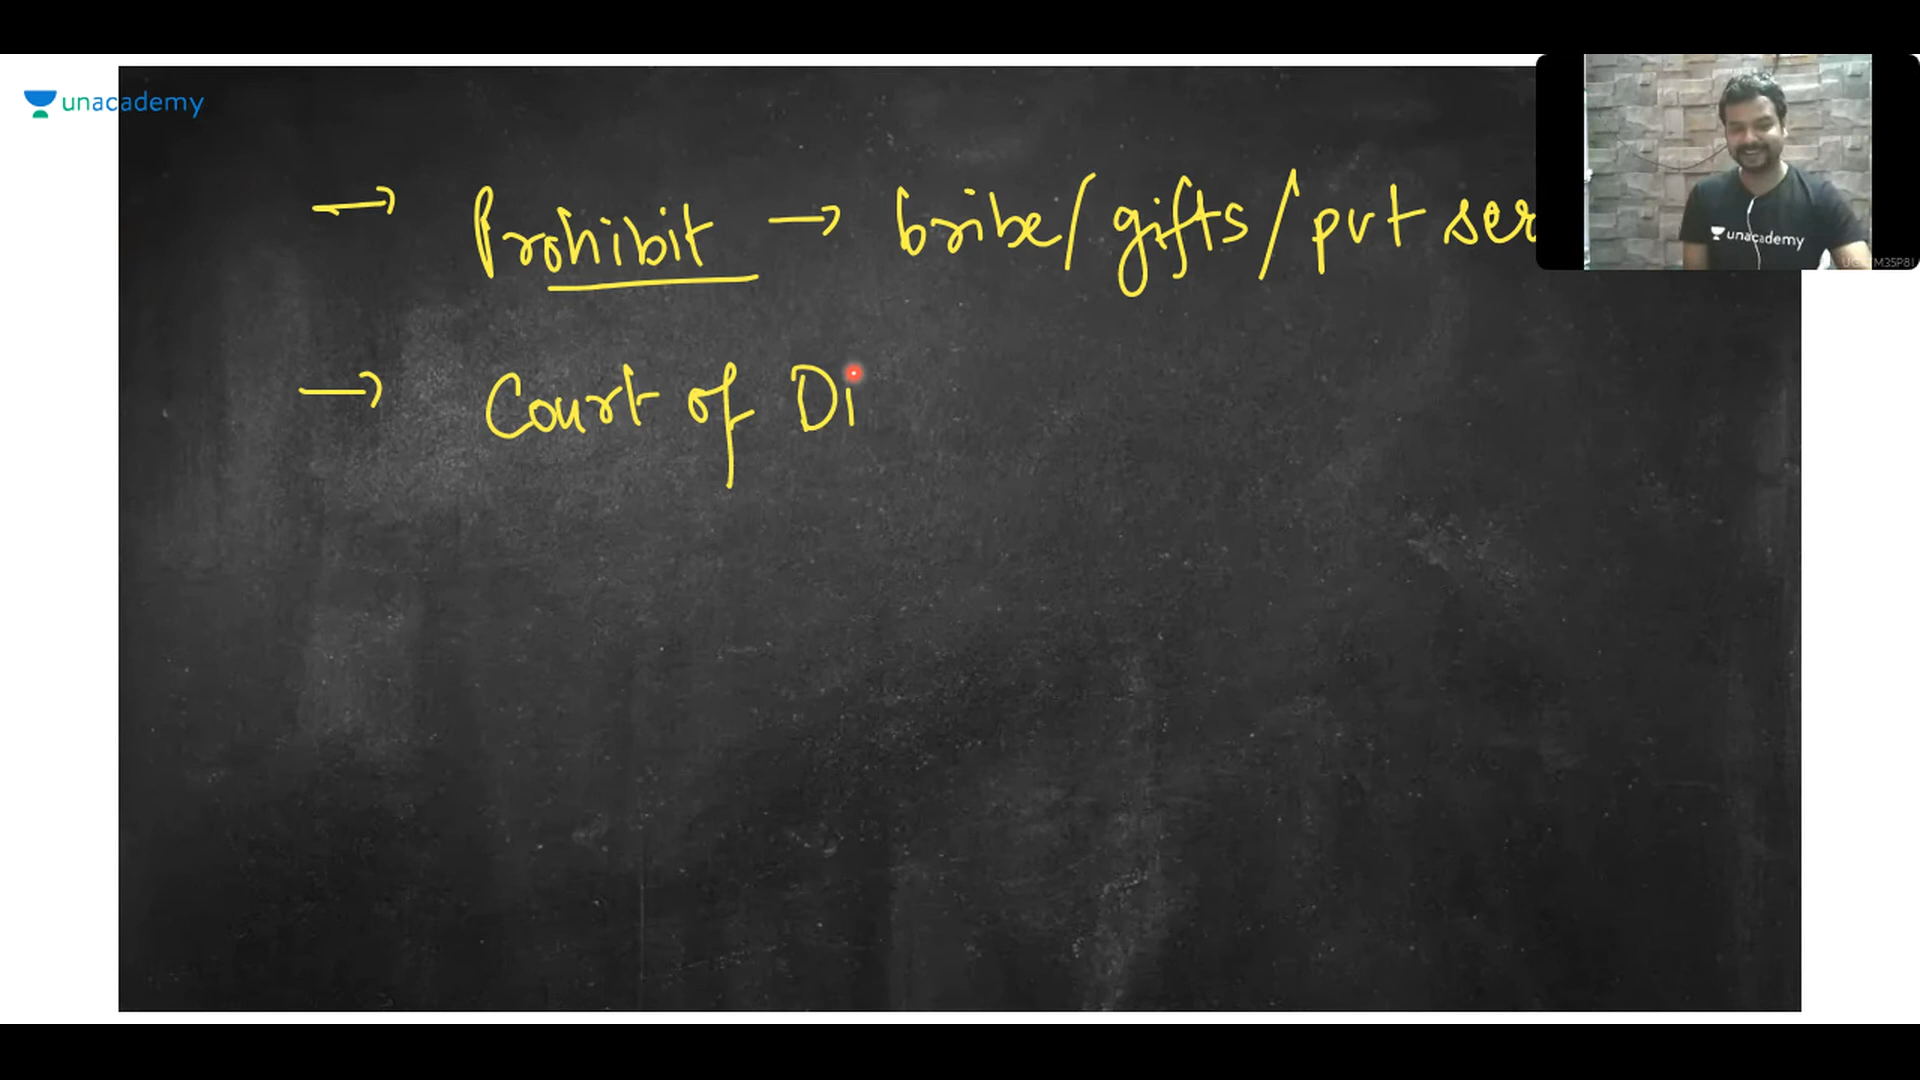 unacademy
→ Prohibit → bribe/gifts/pvt ser
→ Court of Di
unacademy